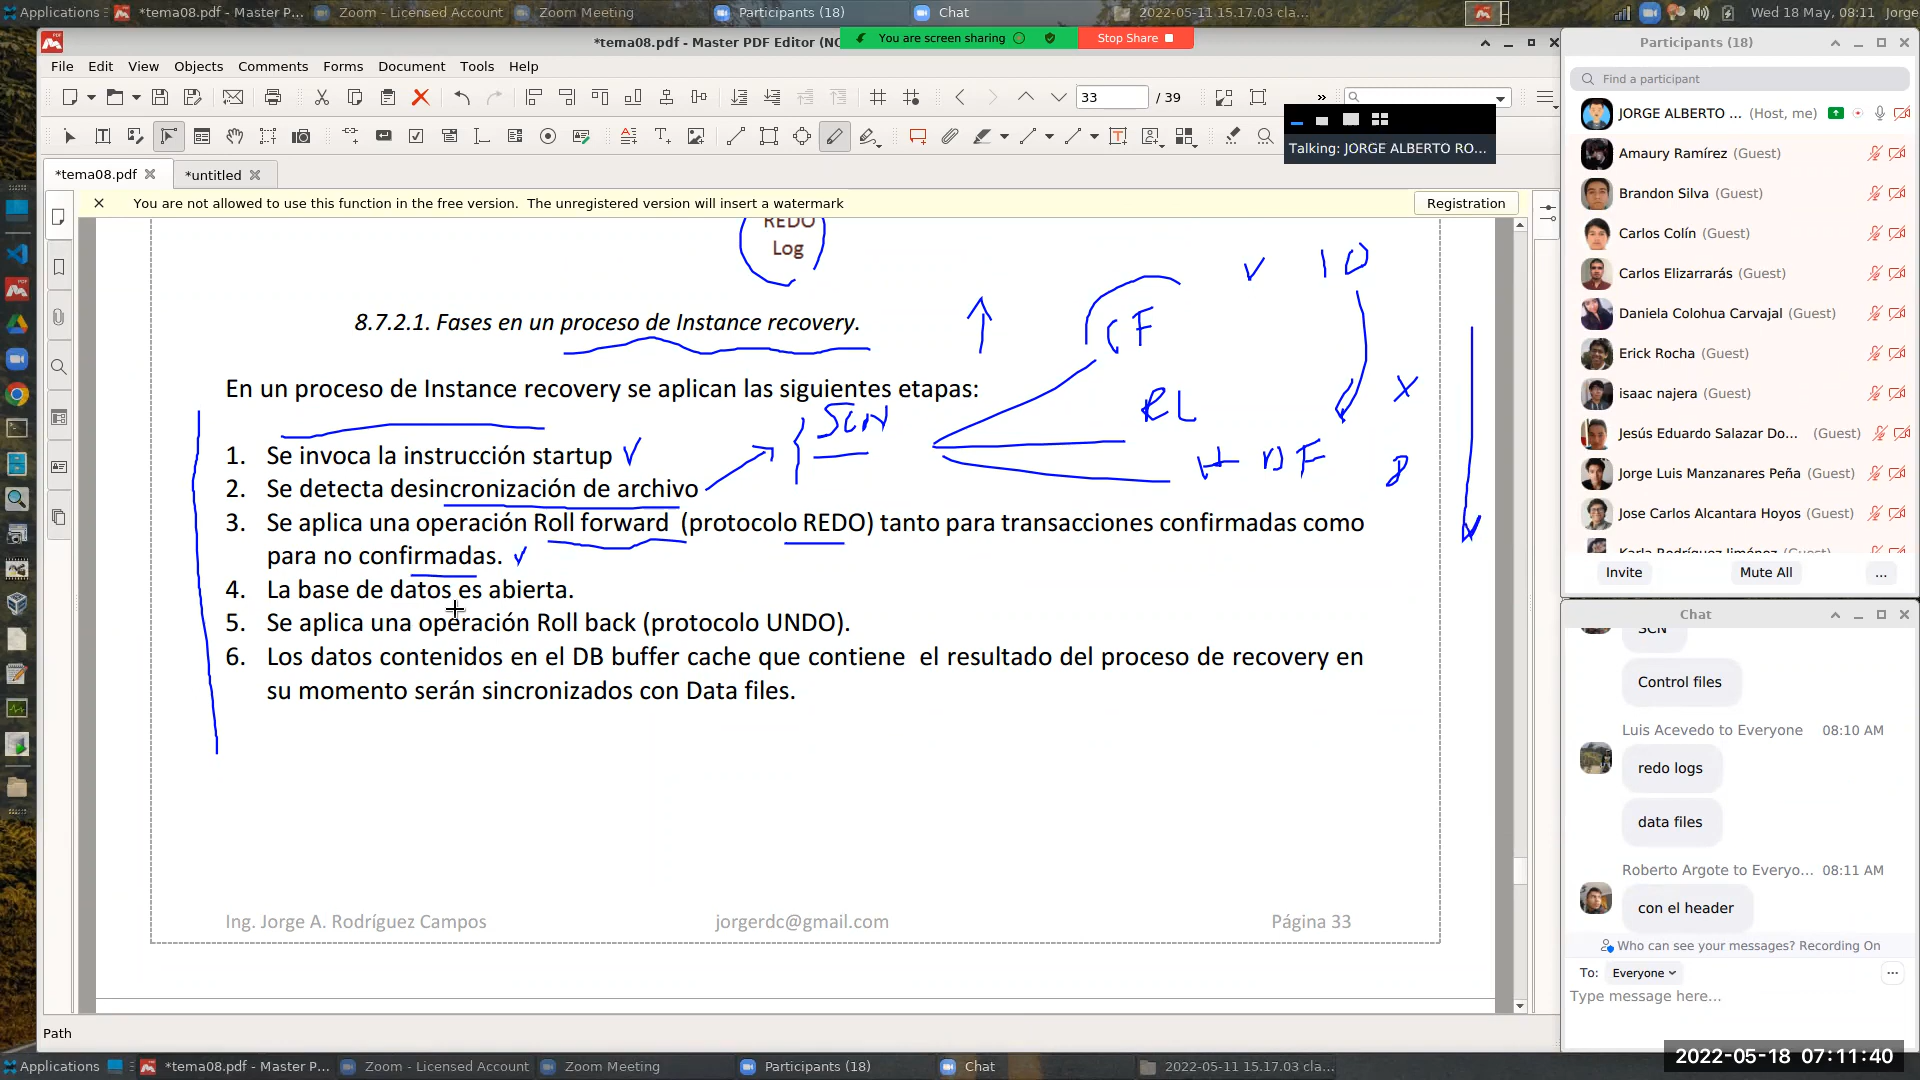 Applications
*tema08.pdf - Master P...
Zoom - Licensed Account
Zoom Meeting
Participants (18)
Chat
2022-05-11 15.17.03 cla...
Wed 18 May, 08:11
Jorge
*tema08.pdf - Master PDF Editor (NO
You are screen sharing
Stop Share
File Edit View Objects Comments Forms Document Tools Help
33 / 39
Talking: JORGE ALBERTO RO...
*tema08.pdf
*untitled
You are not allowed to use this function in the free version. The unregistered version will insert a watermark
Registration
REDO
Log
8.7.2.1. Fases en un proceso de Instance recovery.
CF
10
En un proceso de Instance recovery se aplican las siguientes etapas:
SCN
RL
X
1. Se invoca la instrucción startup
DF
8
2. Se detecta desincronización de archivo
3. Se aplica una operación Roll forward (protocolo REDO) tanto para transacciones confirmadas como
para no confirmadas.
4. La base de datos es abierta.
5. Se aplica una operación Roll back (protocolo UNDO).
6. Los datos contenidos en el DB buffer cache que contiene el resultado del proceso de recovery en
su momento serán sincronizados con Data files.
Ing. Jorge A. Rodríguez Campos
jorgerdc@gmail.com
Página 33
Path
Participants (18)
Find a participant
JORGE ALBERTO ... (Host, me)
Amaury Ramírez (Guest)
Brandon Silva (Guest)
Carlos Colín (Guest)
Carlos Elizarrarás (Guest)
Daniela Colohua Carvajal (Guest)
Erick Rocha (Guest)
isaac najera (Guest)
Jesús Eduardo Salazar Do... (Guest)
Jorge Luis Manzanares Peña (Guest)
Jose Carlos Alcantara Hoyos (Guest)
Karla Rodríguez Jiménez (Guest)
Invite
Mute All
...
Chat
SCN
Control files
Luis Acevedo to Everyone 08:10 AM
redo logs
data files
Roberto Argote to Everyo... 08:11 AM
con el header
Who can see your messages? Recording On
To: Everyone
Type message here...
Applications
*tema08.pdf - Master P...
Zoom - Licensed Account
Zoom Meeting
Participants (18)
Chat
2022-05-11 15.17.03 cla...
2022-05-18 07:11:40